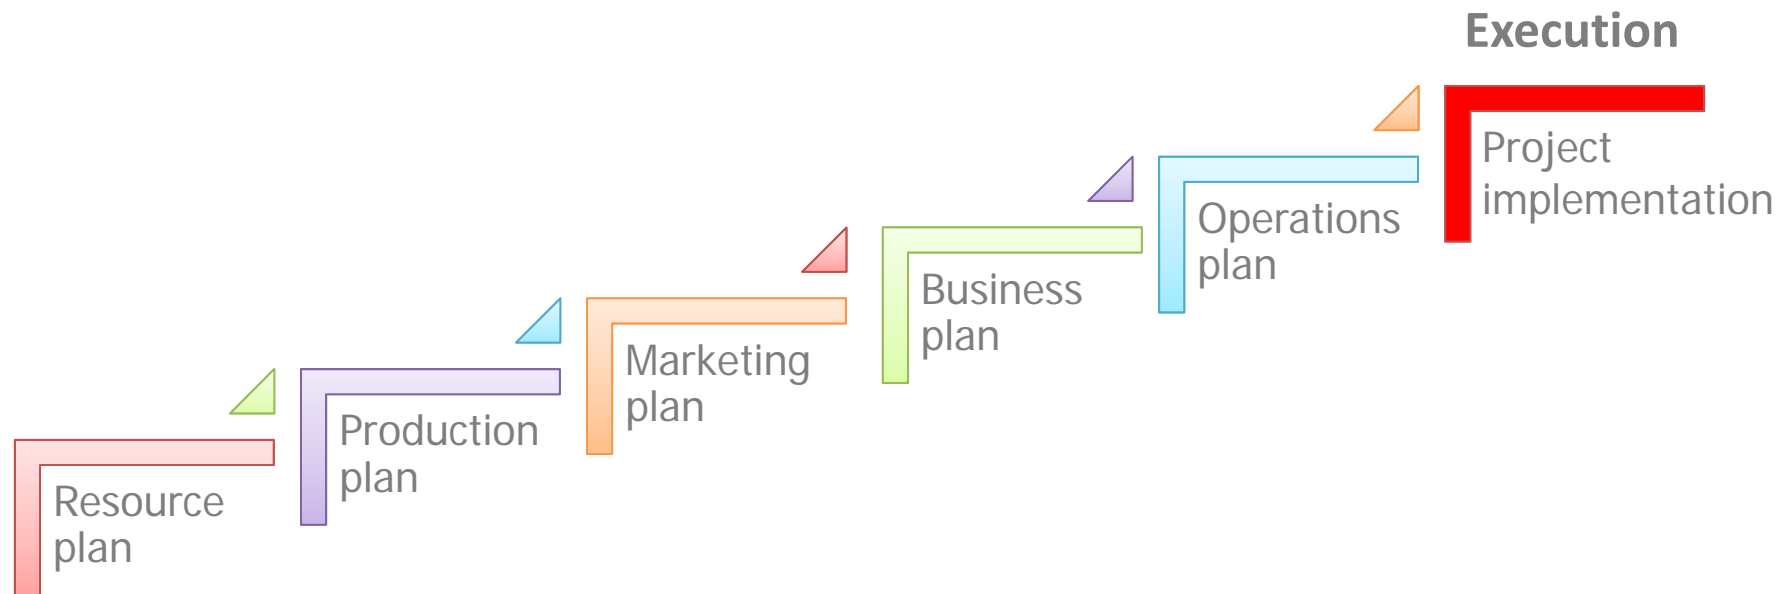 Execution
Project
implementation
Operations
plan
Business
plan
Marketing
plan
Production
plan
Resource
plan